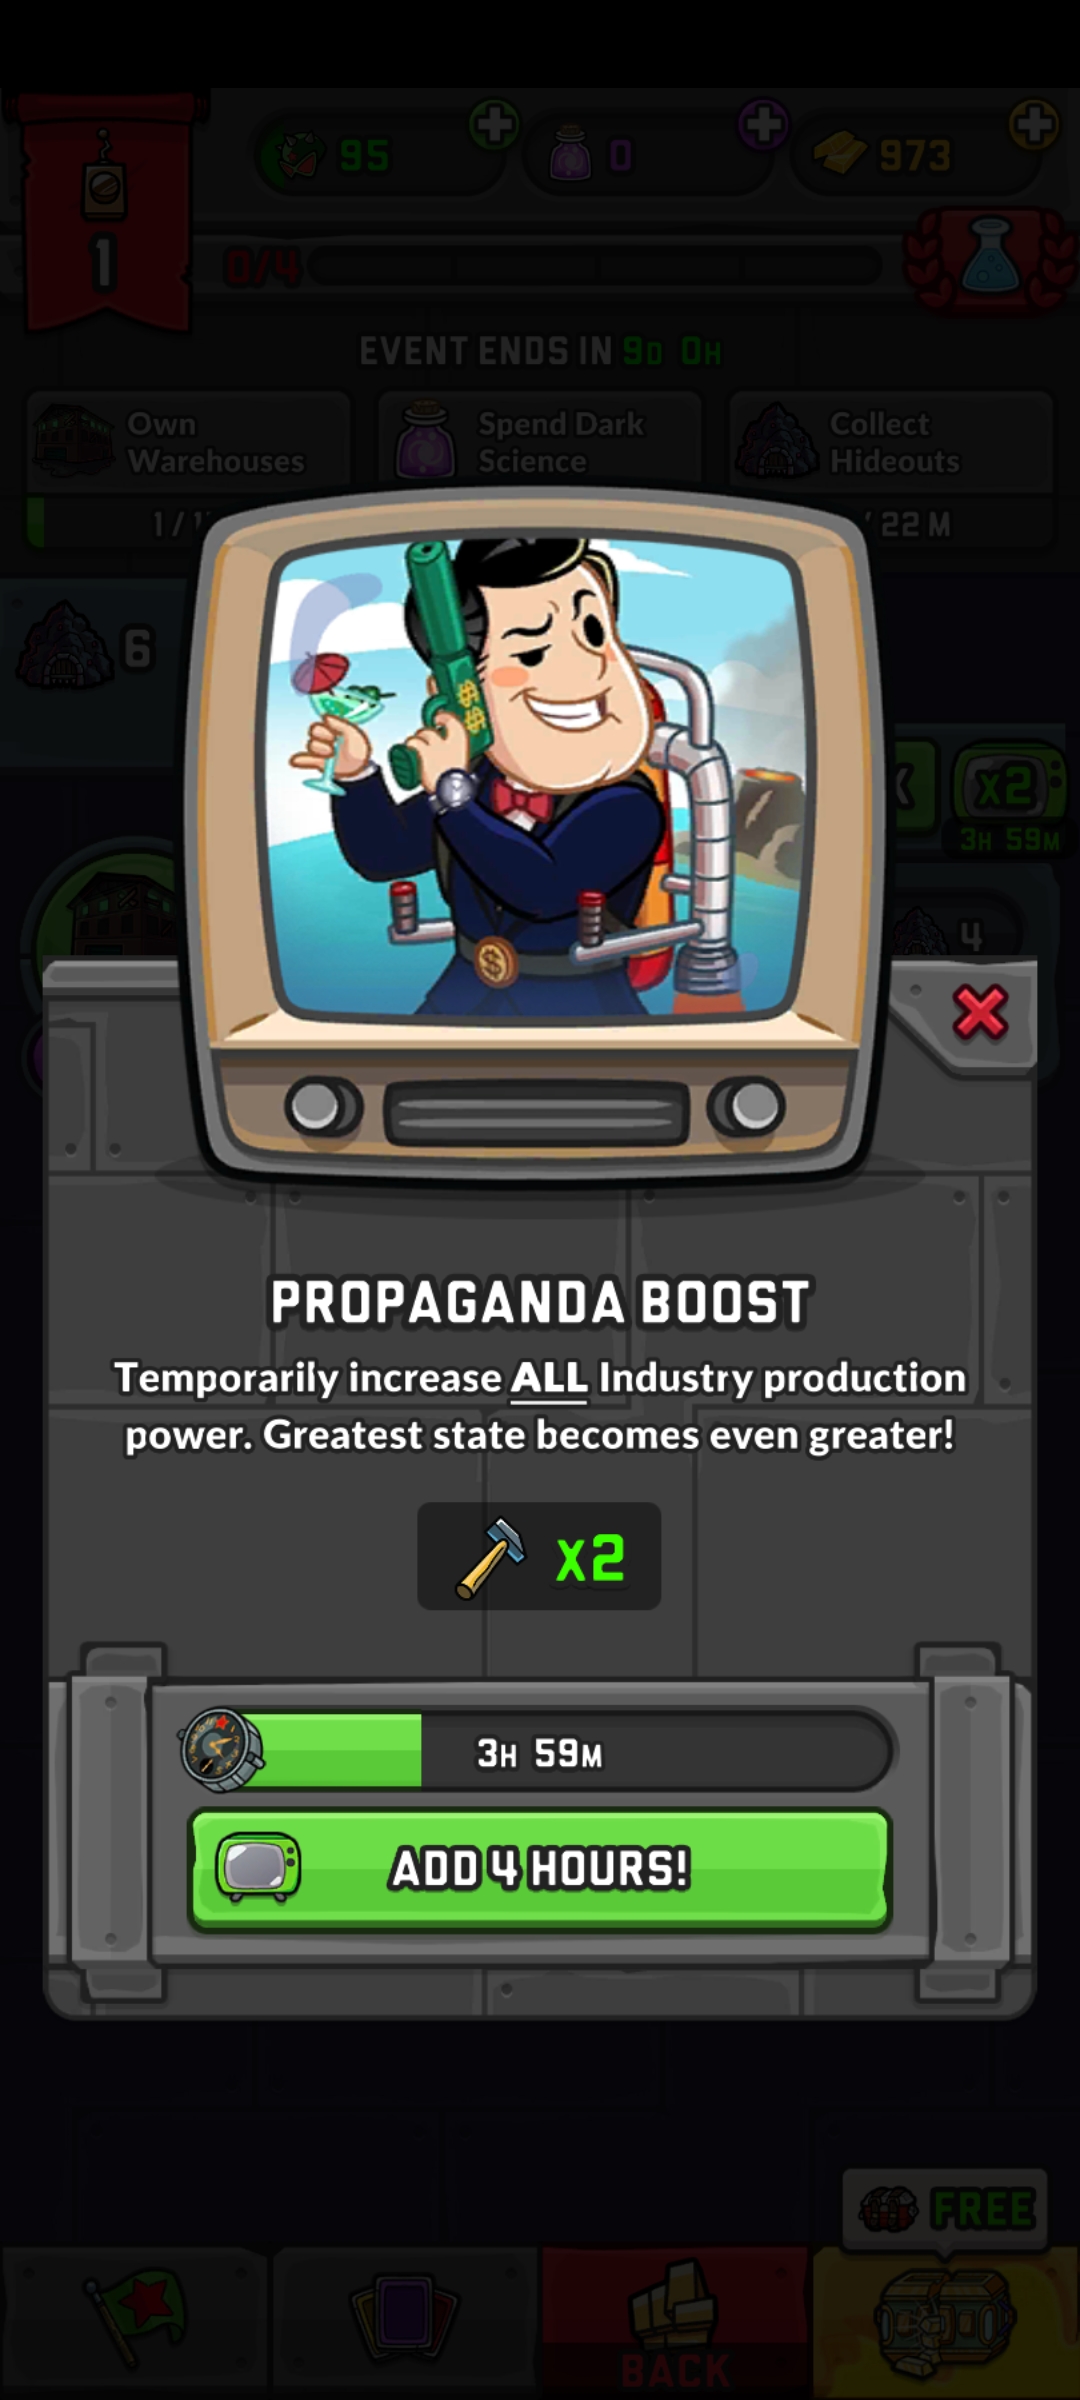 95
0
973
1
0/4
EVENT ENDS IN 9D 0H
Own
Warehouses
Spend Dark
Science
Collect
Hideouts
1 / 1
/ 22 M
6
x2
3H 59M
4
PROPAGANDA BOOST
Temporarily increase ALL Industry production
power. Greatest state becomes even greater!
x2
3H 59M
ADD 4 HOURS!
FREE
BACK